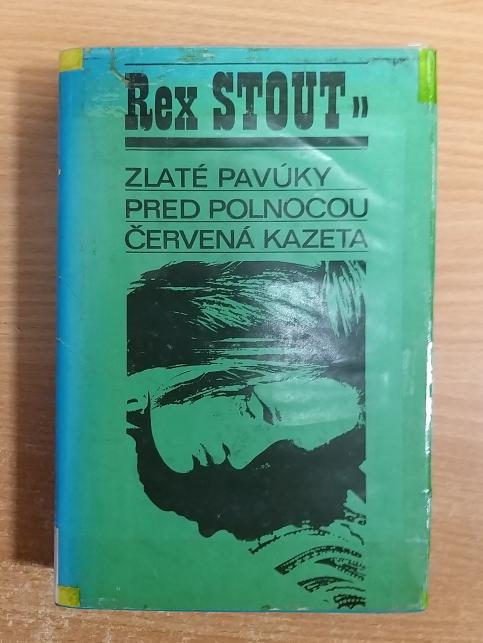 Rex STOUT »
ZLATÉ PAVÚKY
PRED POLNOCOU
ČERVENÁ KAZETA